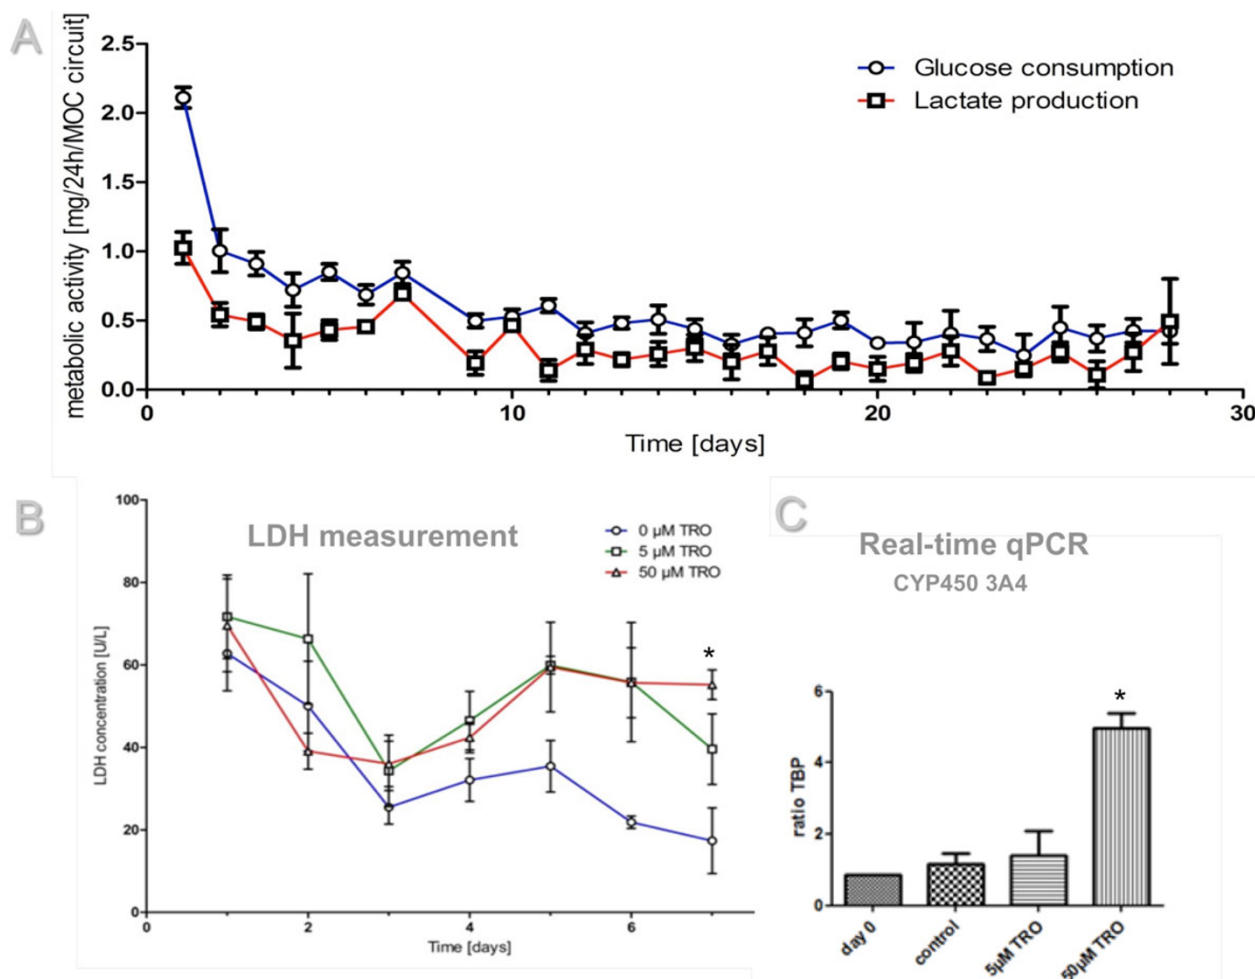 A
metabolic activity [mg/24h/MOC circuit]
2.5
2.0
1.5
1.0
0.5
0.0
0
10
20
30
Time [days]
Glucose consumption
Lactate production
B
LDH measurement
LDH concentration [U/L]
100
80
60
40
20
0
0
2
4
6
Time [days]
0 µM TRO
5 µM TRO
50 µM TRO
*
C
Real-time qPCR
CYP450 3A4
ratio TBP
6
4
2
0
*
day 0
control
5µM TRO
50µM TRO